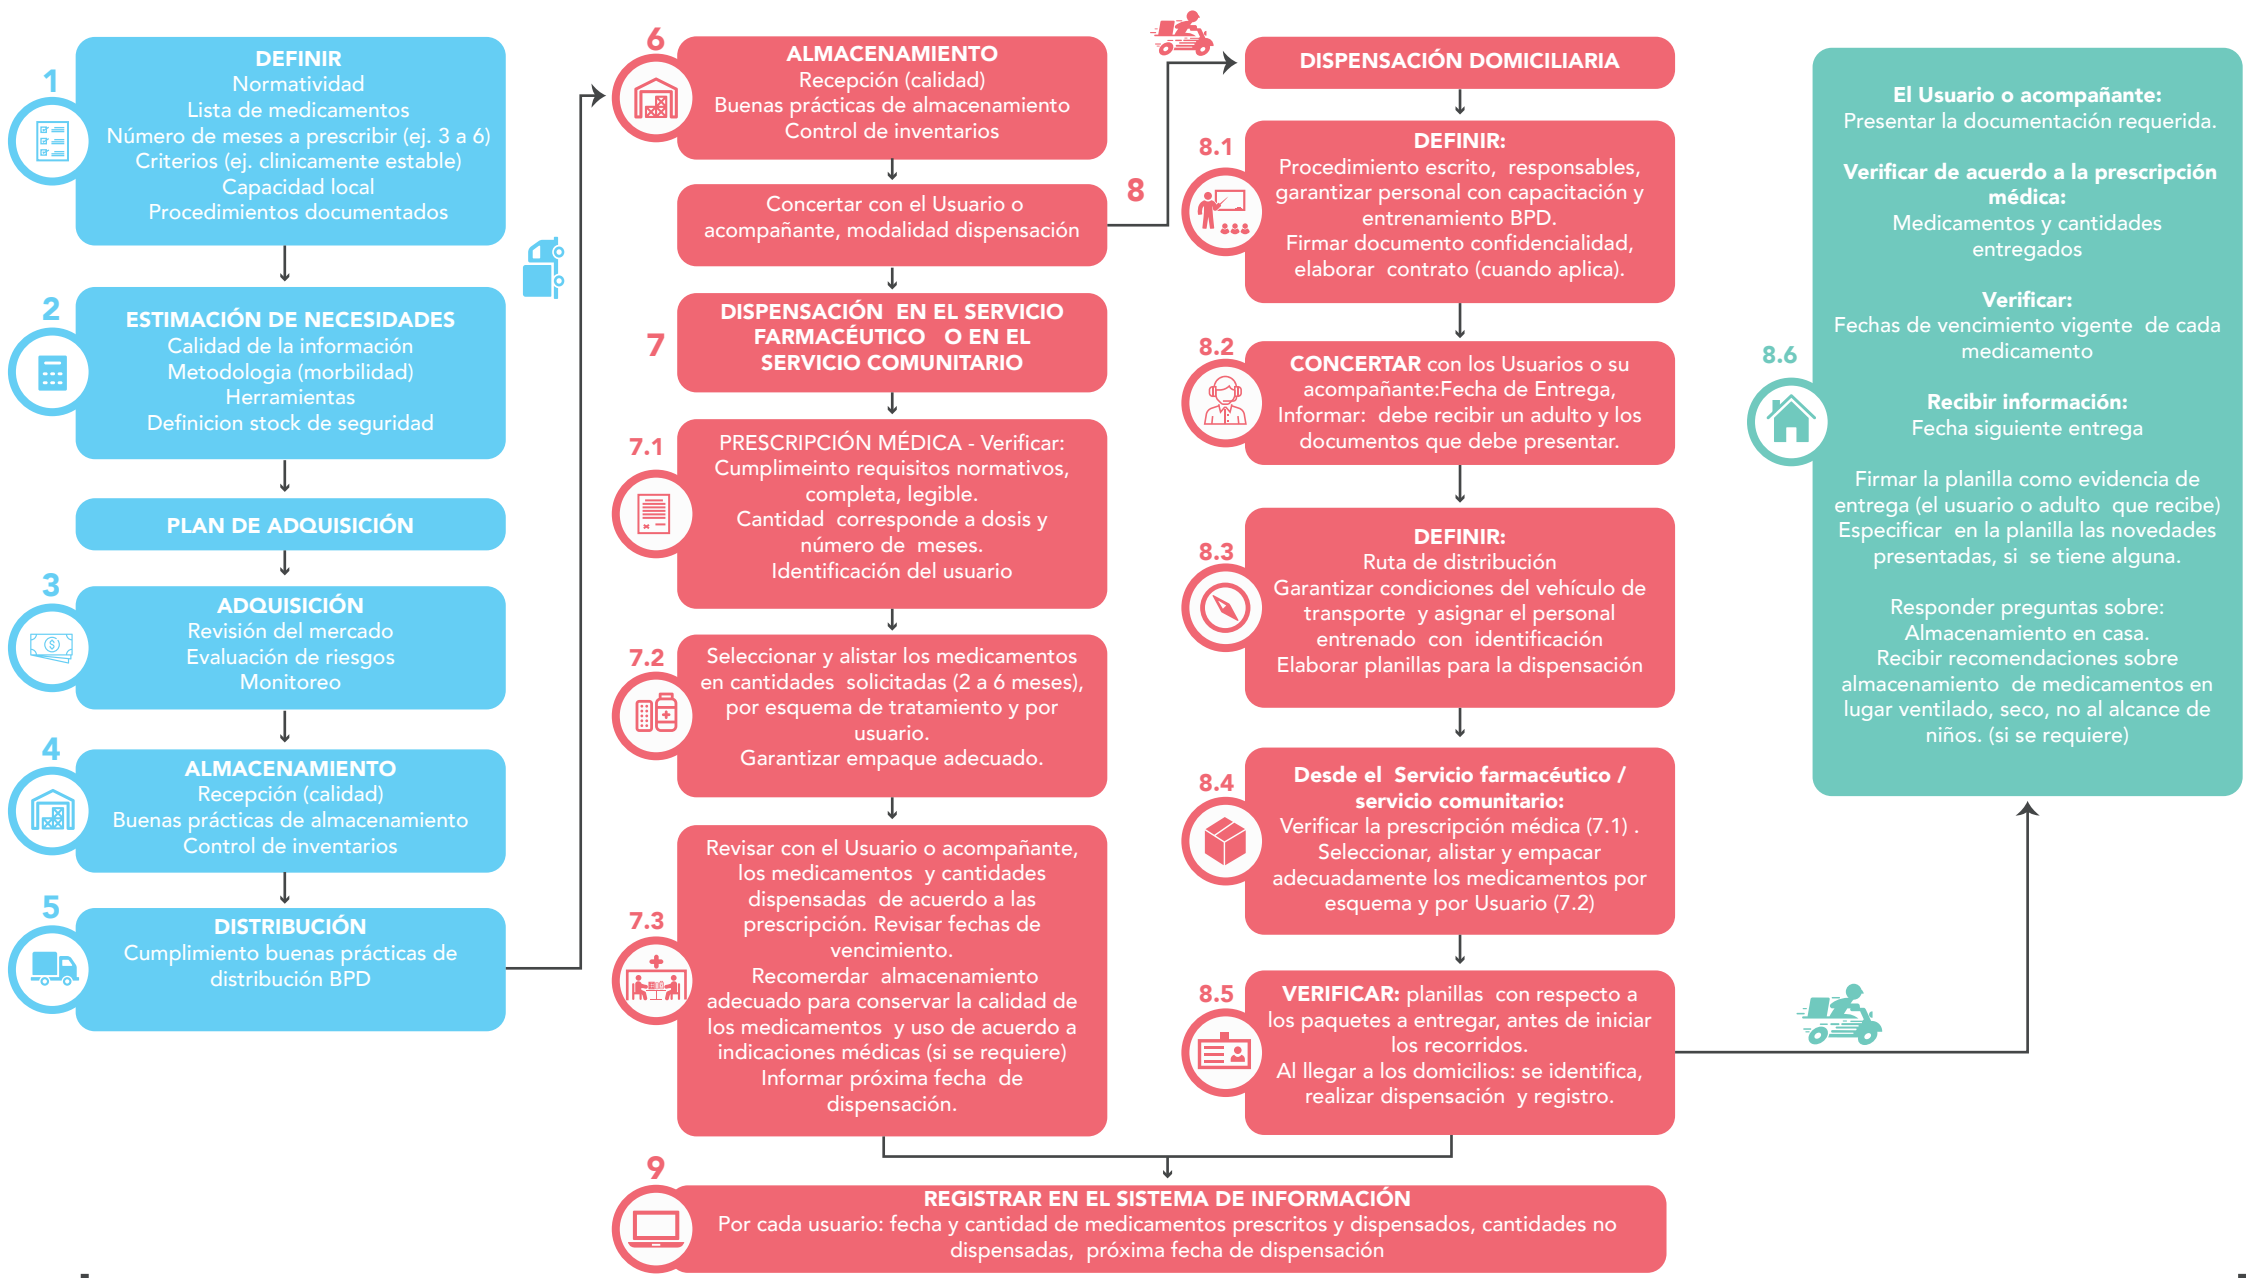 1
DEFINIR
Normatividad
Lista de medicamentos
Número de meses a prescribir (ej. 3 a 6)
Criterios (ej. clinicamente estable)
Capacidad local
Procedimientos documentados
2
ESTIMACIÓN DE NECESIDADES
Calidad de la información
Metodologia (morbilidad)
Herramientas
Definicion stock de seguridad
PLAN DE ADQUISICIÓN
3
ADQUISICIÓN
Revisión del mercado
Evaluación de riesgos
Monitoreo
4
ALMACENAMIENTO
Recepción (calidad)
Buenas prácticas de almacenamiento
Control de inventarios
5
DISTRIBUCIÓN
Cumplimiento buenas prácticas de
distribución BPD
6
ALMACENAMIENTO
Recepción (calidad)
Buenas prácticas de almacenamiento
Control de inventarios
Concertar con el Usuario o
acompañante, modalidad dispensación
7
DISPENSACIÓN EN EL SERVICIO
FARMACÉUTICO O EN EL
SERVICIO COMUNITARIO
7.1
PRESCRIPCIÓN MÉDICA - Verificar:
Cumplimeinto requisitos normativos,
completa, legible.
Cantidad corresponde a dosis y
número de meses.
Identificación del usuario
7.2
Seleccionar y alistar los medicamentos
en cantidades solicitadas (2 a 6 meses),
por esquema de tratamiento y por
usuario.
Garantizar empaque adecuado.
7.3
Revisar con el Usuario o acompañante,
los medicamentos y cantidades
dispensadas de acuerdo a las
prescripción. Revisar fechas de
vencimiento.
Recomerdar almacenamiento
adecuado para conservar la calidad de
los medicamentos y uso de acuerdo a
indicaciones médicas (si se requiere)
Informar próxima fecha de
dispensación.
8
DISPENSACIÓN DOMICILIARIA
8.1
DEFINIR:
Procedimiento escrito, responsables,
garantizar personal con capacitación y
entrenamiento BPD.
Firmar documento confidencialidad,
elaborar contrato (cuando aplica).
8.2
CONCERTAR con los Usuarios o su
acompañante:Fecha de Entrega,
Informar: debe recibir un adulto y los
documentos que debe presentar.
8.3
DEFINIR:
Ruta de distribución
Garantizar condiciones del vehículo de
transporte y asignar el personal
entrenado con identificación
Elaborar planillas para la dispensación
8.4
Desde el Servicio farmacéutico /
servicio comunitario:
Verificar la prescripción médica (7.1) .
Seleccionar, alistar y empacar
adecuadamente los medicamentos por
esquema y por Usuario (7.2)
8.5
VERIFICAR: planillas con respecto a
los paquetes a entregar, antes de iniciar
los recorridos.
Al llegar a los domicilios: se identifica,
realizar dispensación y registro.
8.6
El Usuario o acompañante:
Presentar la documentación requerida.
Verificar de acuerdo a la prescripción
médica:
Medicamentos y cantidades
entregados
Verificar:
Fechas de vencimiento vigente de cada
medicamento
Recibir información:
Fecha siguiente entrega
Firmar la planilla como evidencia de
entrega (el usuario o adulto que recibe)
Especificar en la planilla las novedades
presentadas, si se tiene alguna.
Responder preguntas sobre:
Almacenamiento en casa.
Recibir recomendaciones sobre
almacenamiento de medicamentos en
lugar ventilado, seco, no al alcance de
niños. (si se requiere)
9
REGISTRAR EN EL SISTEMA DE INFORMACIÓN
Por cada usuario: fecha y cantidad de medicamentos prescritos y dispensados, cantidades no
dispensadas, próxima fecha de dispensación